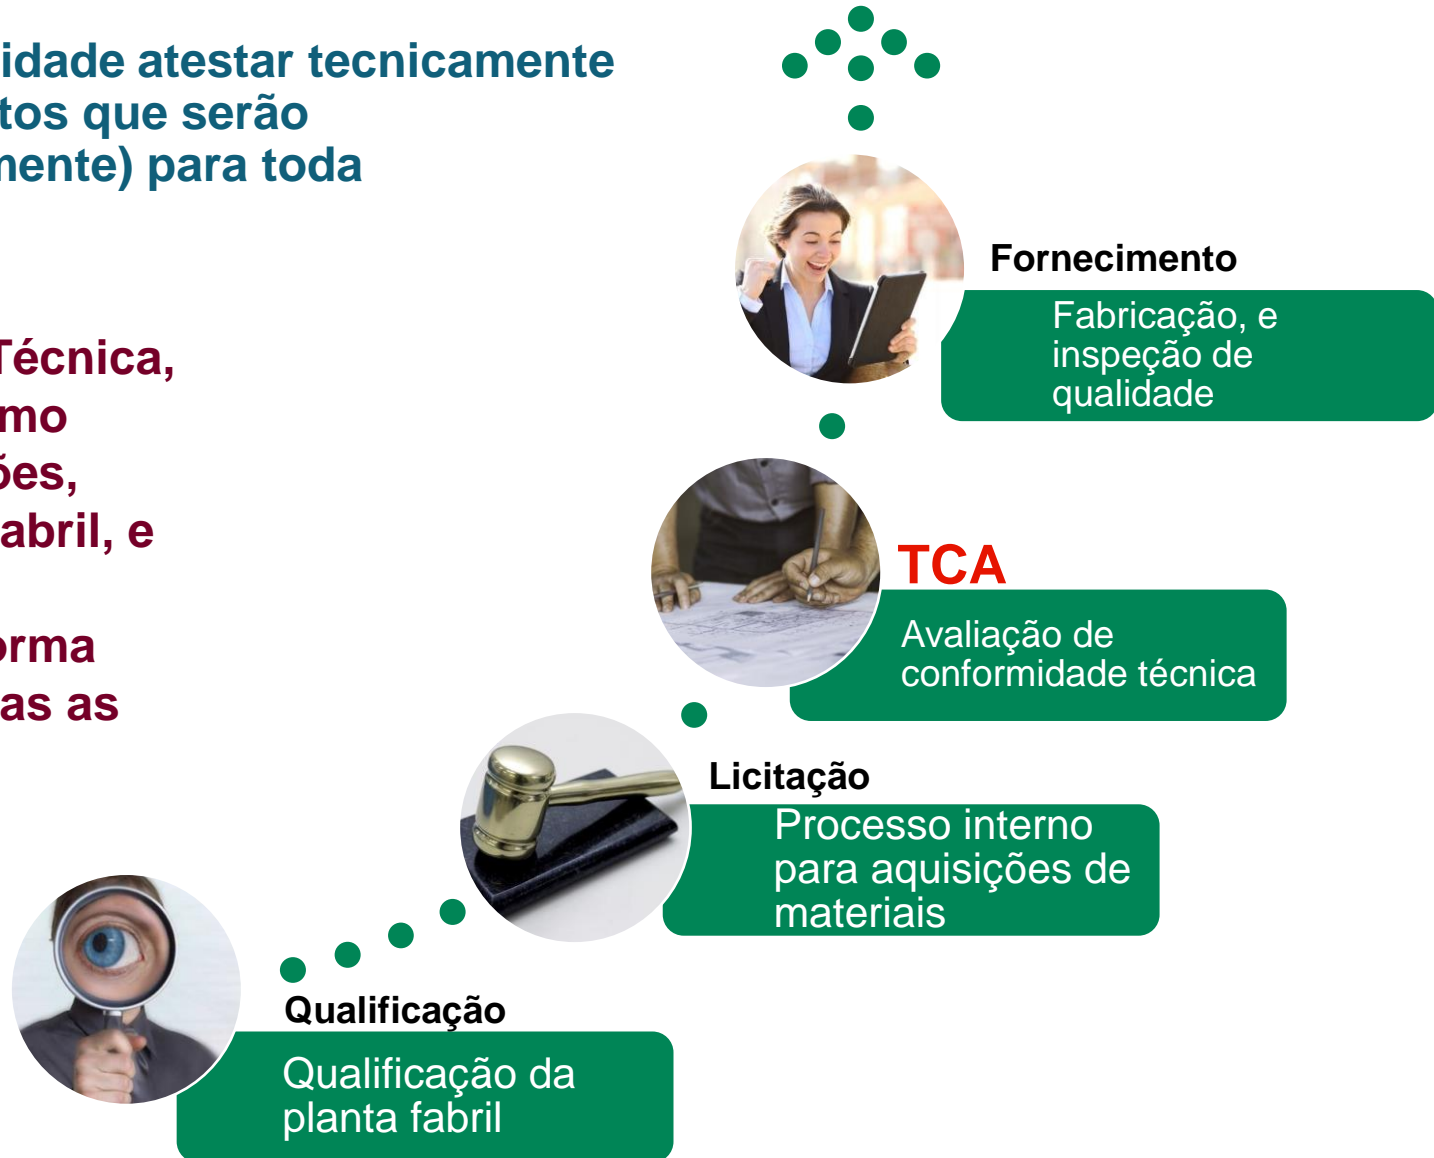 idade atestar tecnicamente
tos que serão
mente) para toda
Técnica,
mo
ões,
abril, e
orma
as as
Fornecimento
Fabricação, e
inspeção de
qualidade
TCA
Avaliação de
conformidade técnica
Licitação
Processo interno
para aquisições de
materiais
Qualificação
Qualificação da
planta fabril